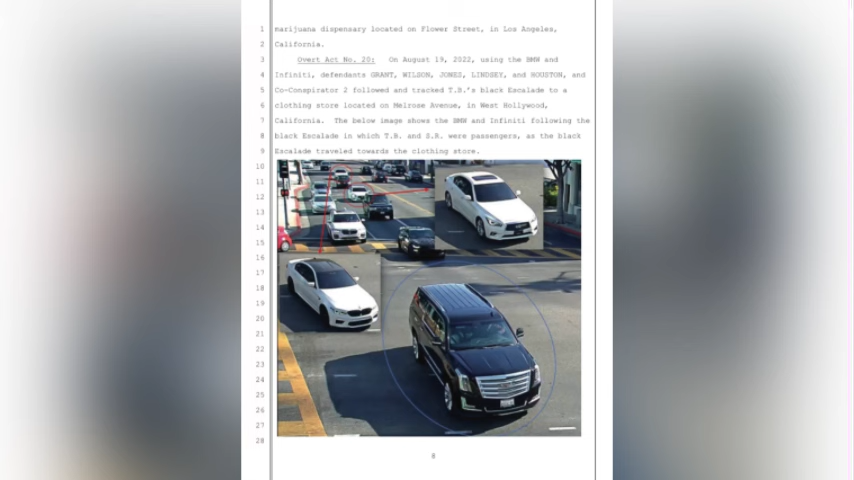 1 marijuana dispensary located on Flower Street, in Los Angeles,
2 California.
3 Overt Act No. 20: On August 19, 2022, using the BMW and
4 Infiniti, defendants GRANT, WILSON, JONES, LINDSEY, and HOUSTON, and
5 Co-Conspirator 2 followed and tracked T.B.'s black Escalade to a
6 clothing store located on Melrose Avenue, in West Hollywood,
7 California. The below image shows the BMW and Infiniti following the
8 black Escalade in which T.B. and S.R. were passengers, as the black
9 Escalade traveled towards the clothing store.
10
11
12
13
14
15
16
17
18
19
20
21
22
23
24
25
26
27
28
8